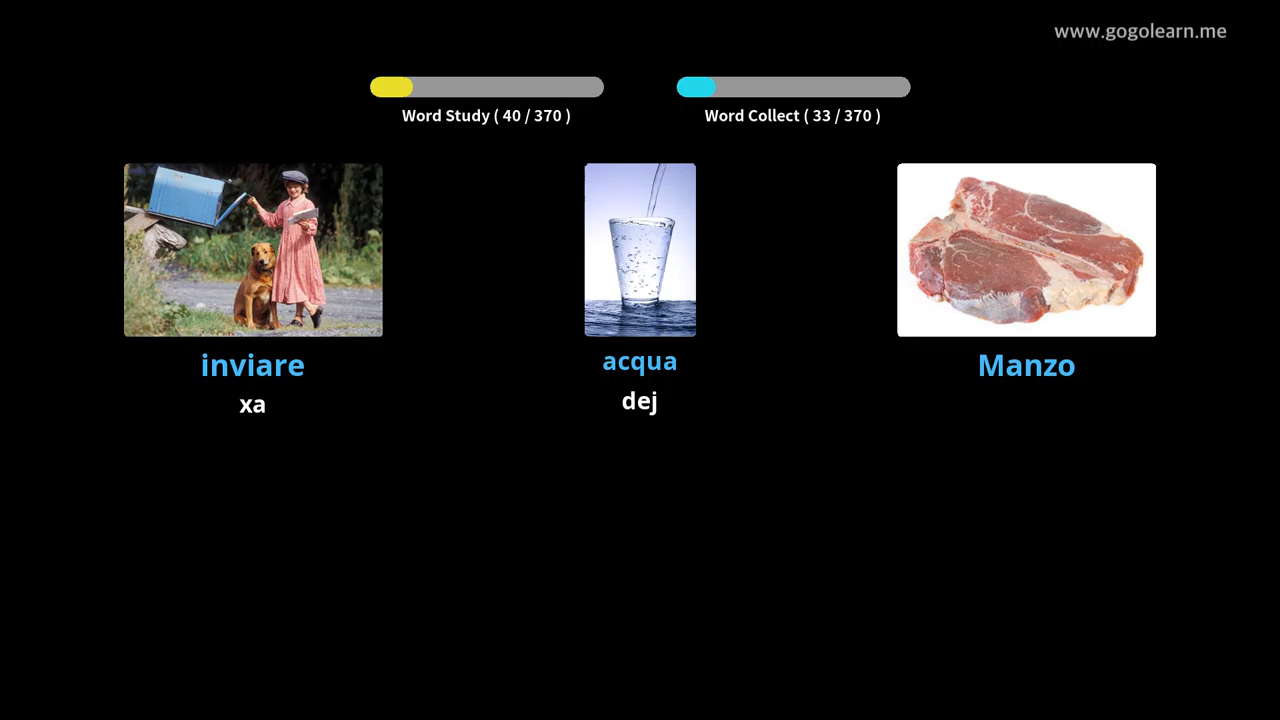 www.gogolearn.me
Word Study ( 40 / 370 )
Word Collect ( 33 / 370 )
inviare
xa
acqua
dej
Manzo